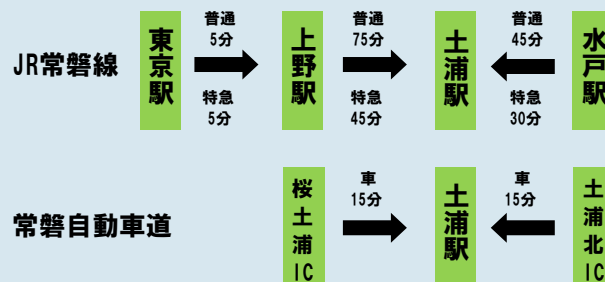 JR常磐線
東京駅
普通
5分
特急
5分
上野駅
普通
75分
特急
45分
土浦駅
普通
45分
特急
30分
水戸駅
常磐自動車道
桜土浦IC
車
15分
土浦駅
車
15分
土浦北IC